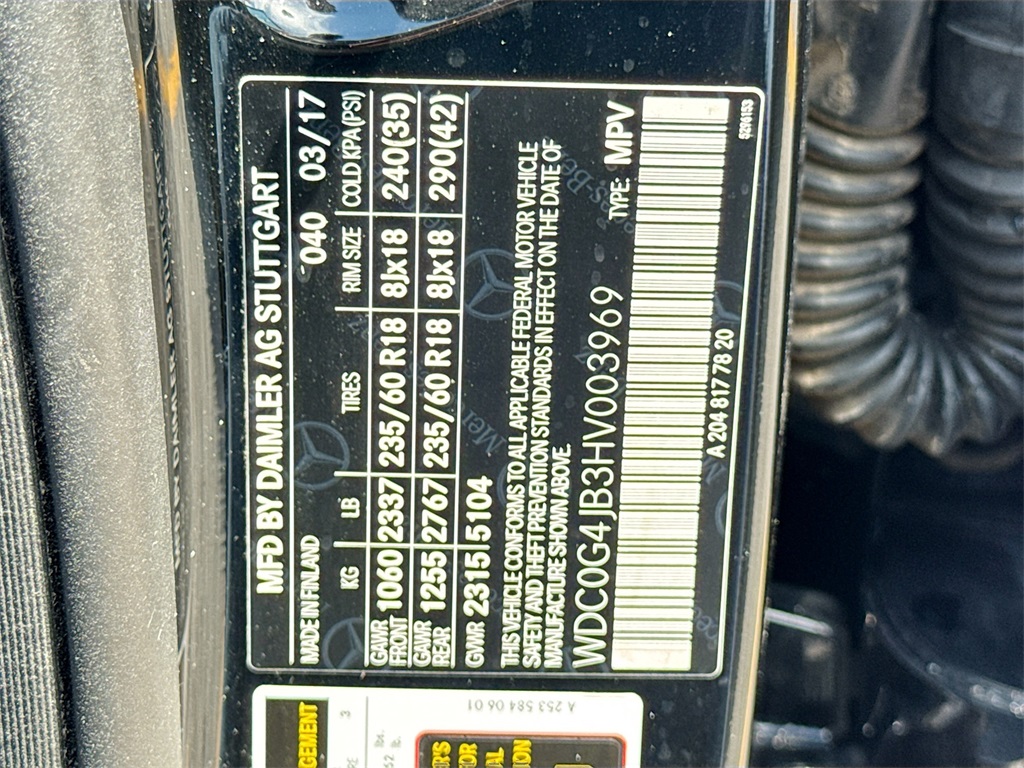 MFD BY DAIMLER AG STUTTGART
MADE IN FINLAND 040 03/17
KG LB TIRES RIM SIZE COLD KPA (PSI)
GAWR FRONT 1060 2337 235/60 R18 8Jx18 240(35)
GAWR REAR 1255 2767 235/60 R18 8Jx18 290(42)
GVWR 2315 5104
THIS VEHICLE CONFORMS TO ALL APPLICABLE FEDERAL MOTOR VEHICLE
SAFETY AND THEFT PREVENTION STANDARDS IN EFFECT ON THE DATE OF
MANUFACTURE SHOWN ABOVE.
WDC0G4JB3HV003969 TYPE: MPV
A 204 817 78 20
5206153
A 253 584 06 01
3